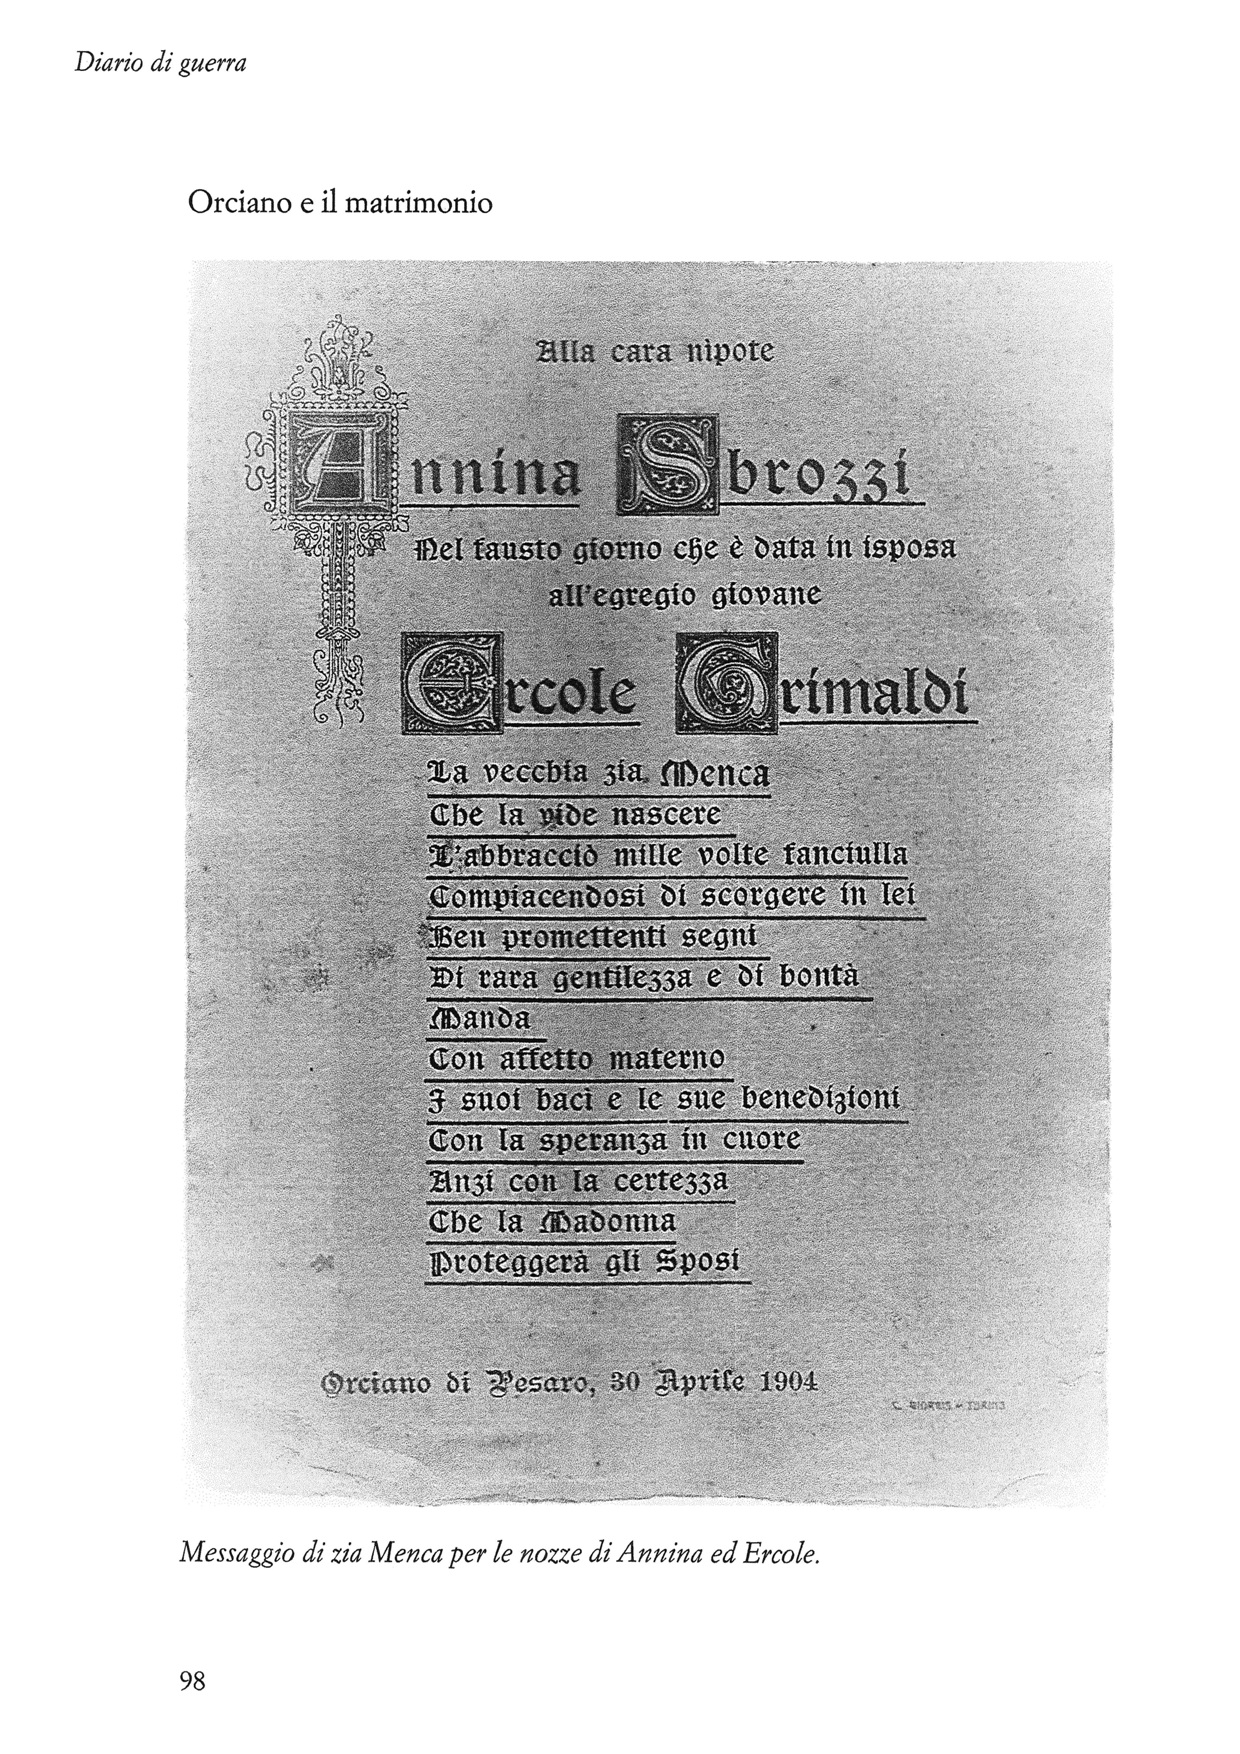 Diario di guerra
Orciano e il matrimonio
Alla cara nipote
Annina Sbrozzi
Nel fausto giorno che è data in isposa
all'egregio giovane
Ercole Grimaldi
La vecchia zia Menca
Che la vide nascere
L'abbracciò mille volte fanciulla
Compiacendosi di scorgere in lei
Ben promettenti segni
Di rara gentilezza e di bontà
Manda
Con affetto materno
I suoi baci e le sue benedizioni
Con la speranza in cuore
Anzi con la certezza
Che la Madonna
Proteggerà gli Sposi
Orciano di Pesaro, 30 Aprile 1904
Messaggio di zia Menca per le nozze di Annina ed Ercole.
98